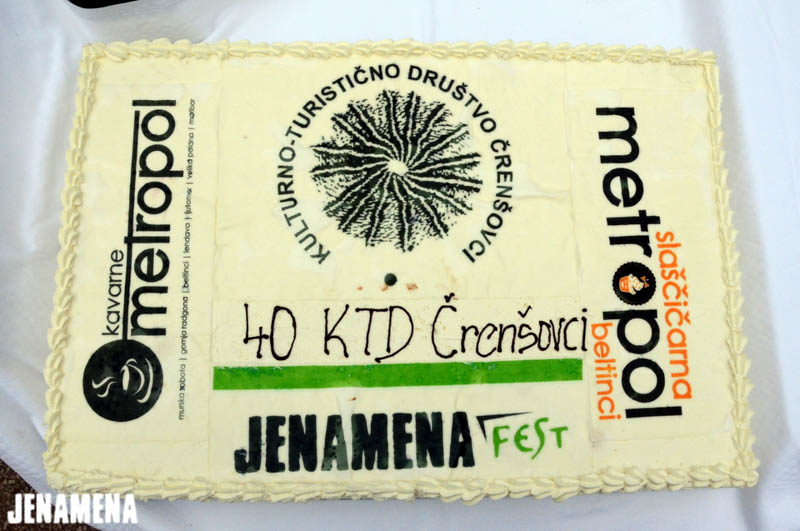 kavarne
metropol
murska sobota | gornja radgona | beltinci | lendava | ljutomer | velika polana | maribor
KULTURNO-TURISTIČNO DRUŠTVO ČRENŠOVCI
40 KTD Črenšovci
JENAMENA FEST
metropol
slaščičarna
beltinci
JENAMENA